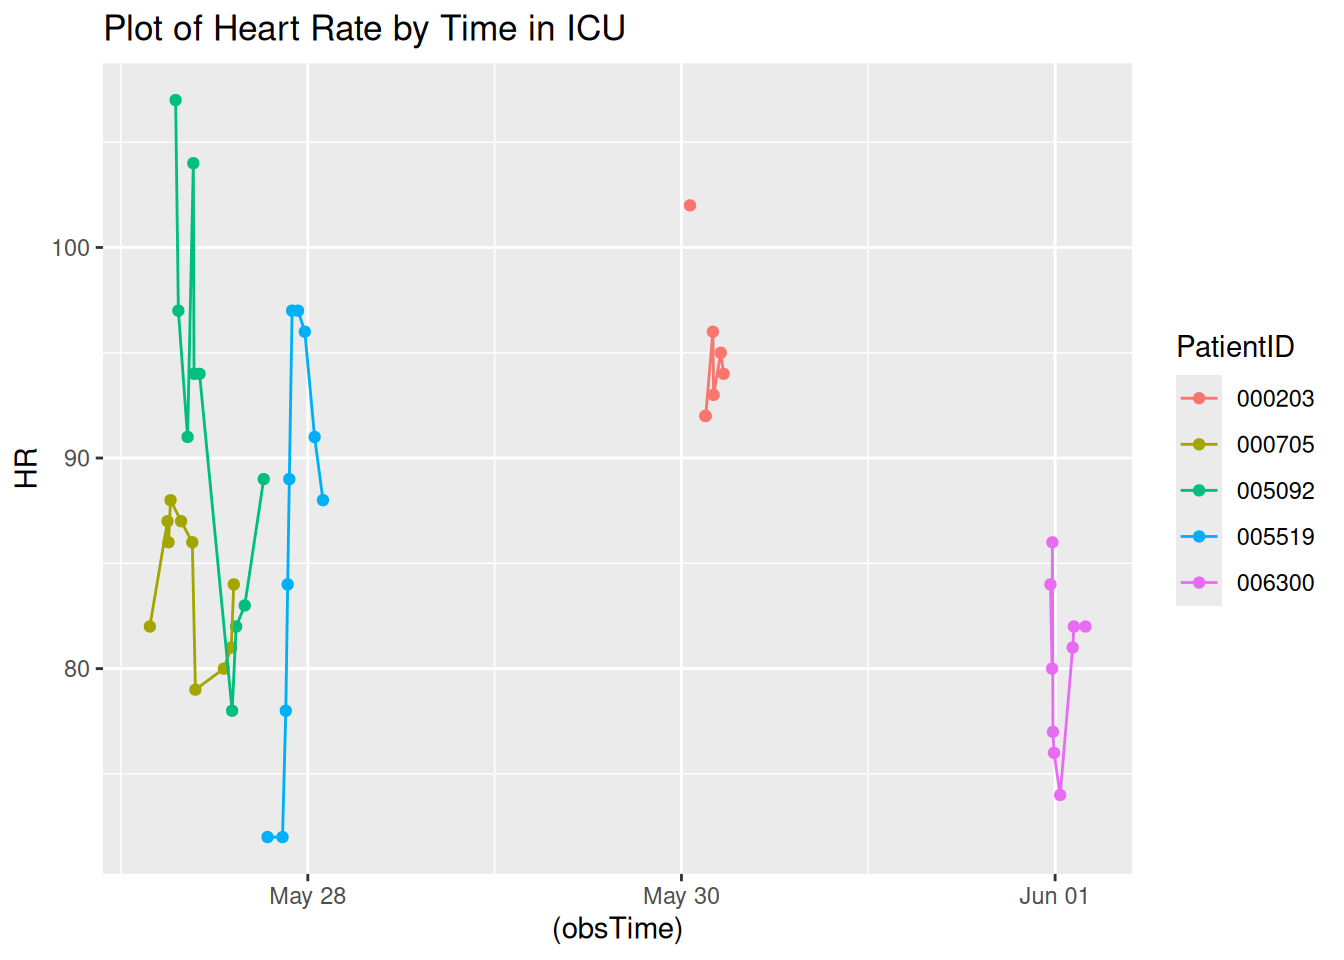 Plot of Heart Rate by Time in ICU
HR
100
90
80
May 28
May 30
Jun 01
(obsTime)
PatientID
000203
000705
005092
005519
006300